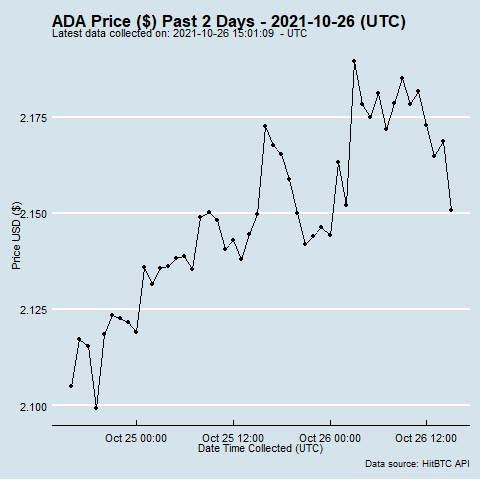 ADA Price ($) Past 2 Days - 2021-10-26 (UTC)
Latest data collected on: 2021-10-26 15:01:09  - UTC
2.175
2.150
2.125
2.100
Price USD ($)
Oct 25 00:00
Oct 25 12:00
Oct 26 00:00
Oct 26 12:00
Date Time Collected (UTC)
Data source: HitBTC API